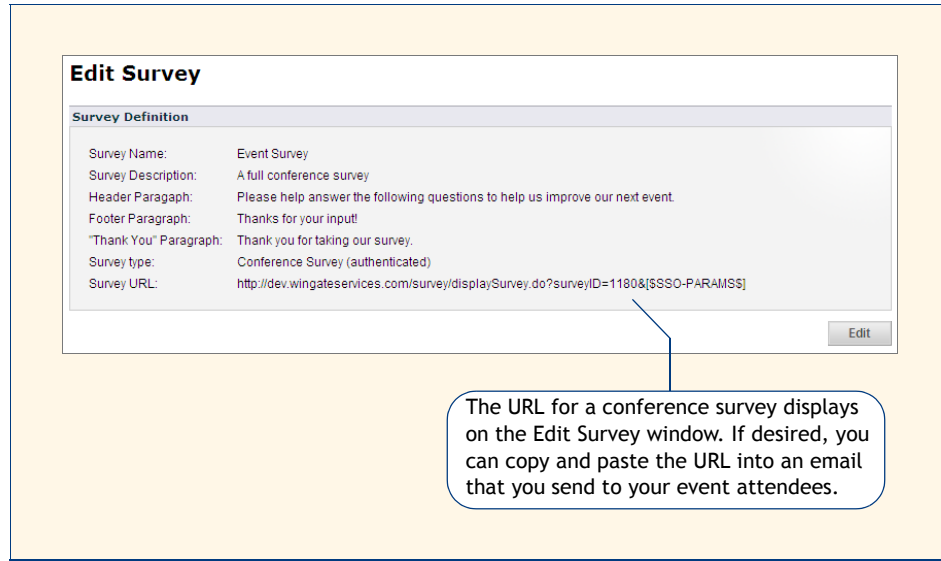 Edit Survey
Survey Definition
Survey Name: Event Survey
Survey Description: A full conference survey
Header Paragaph: Please help answer the following questions to help us improve our next event.
Footer Paragraph: Thanks for your input!
"Thank You" Paragraph: Thank you for taking our survey.
Survey type: Conference Survey (authenticated)
Survey URL: http://dev.wingateservices.com/survey/displaySurvey.do?surveyID=1180&[$SSO-PARAMS$]
Edit
The URL for a conference survey displays
on the Edit Survey window. If desired, you
can copy and paste the URL into an email
that you send to your event attendees.